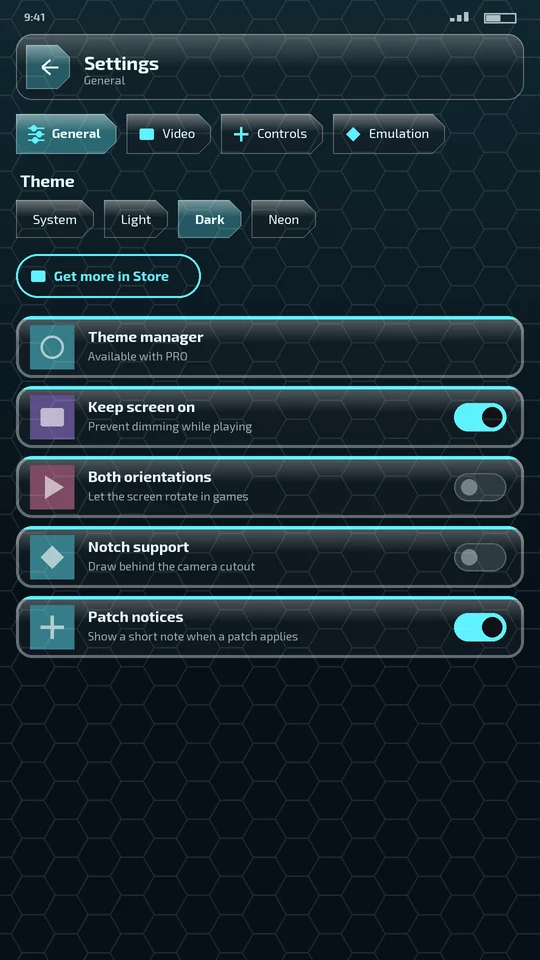 9:41
Settings
General
General
Video
Controls
Emulation
Theme
System
Light
Dark
Neon
Get more in Store
Theme manager
Available with PRO
Keep screen on
Prevent dimming while playing
Both orientations
Let the screen rotate in games
Notch support
Draw behind the camera cutout
Patch notices
Show a short note when a patch applies